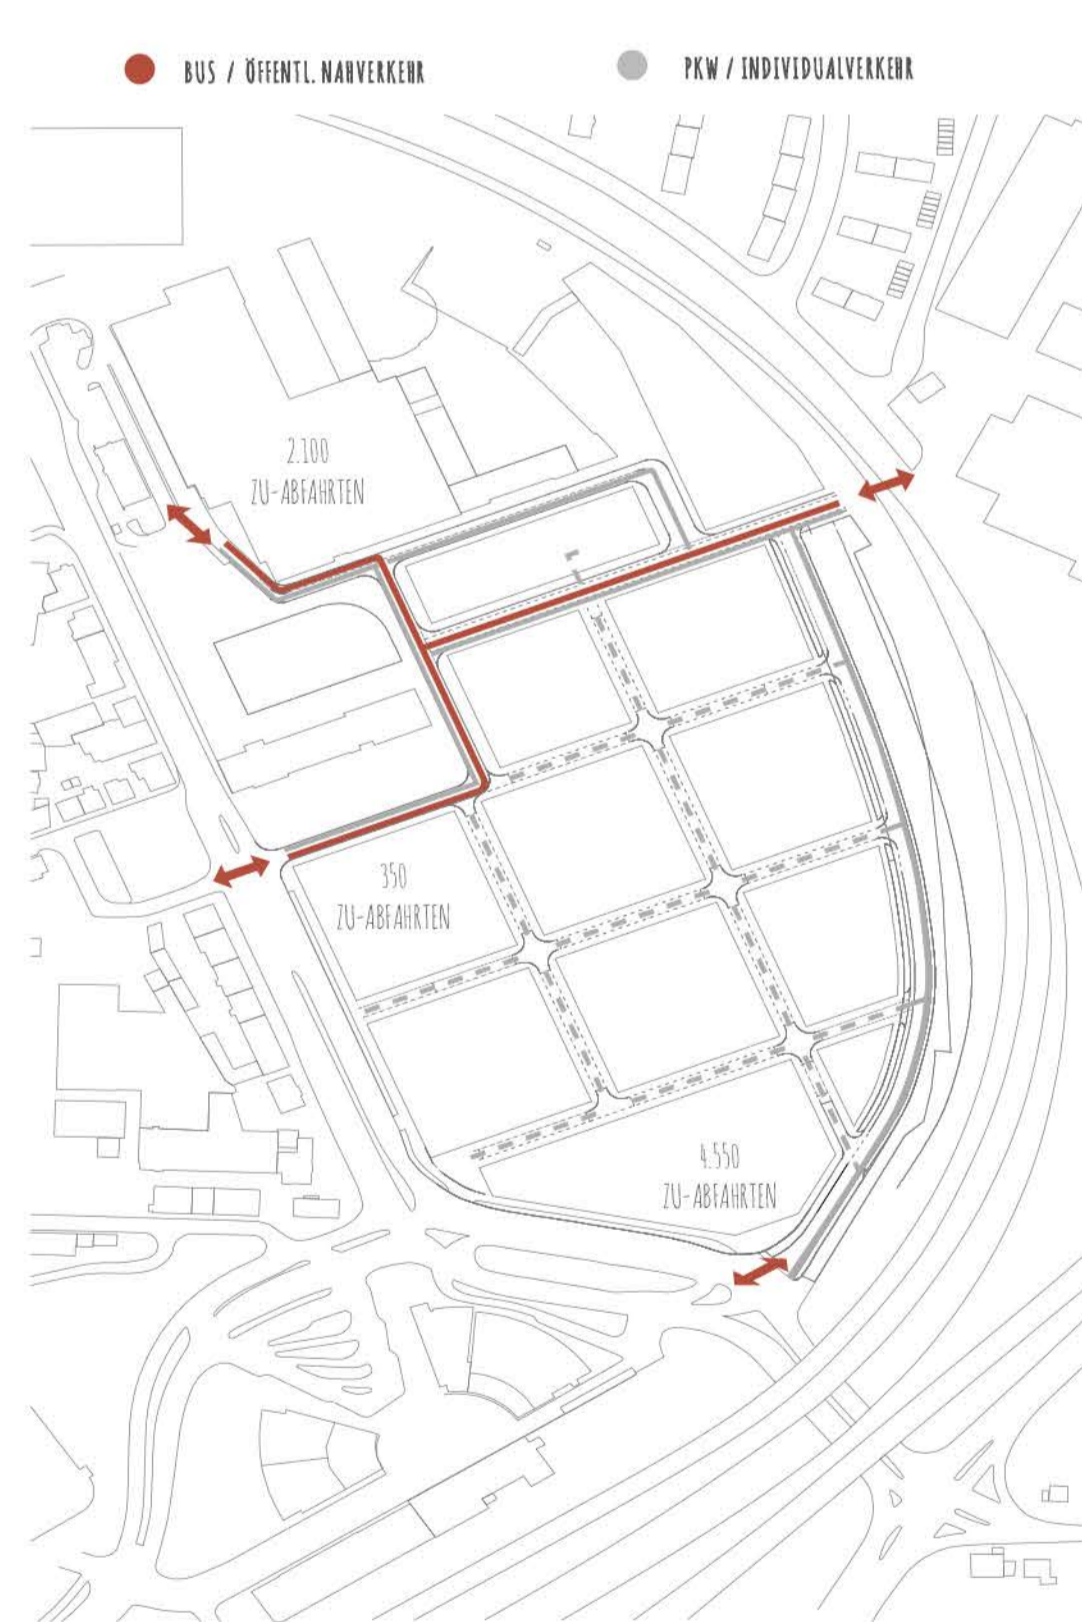 BUS / ÖFFENTL. NAHVERKEHR
PKW / INDIVIDUALVERKEHR
2.100
ZU-ABFAHRTEN
350
ZU-ABFAHRTEN
4.550
ZU-ABFAHRTEN